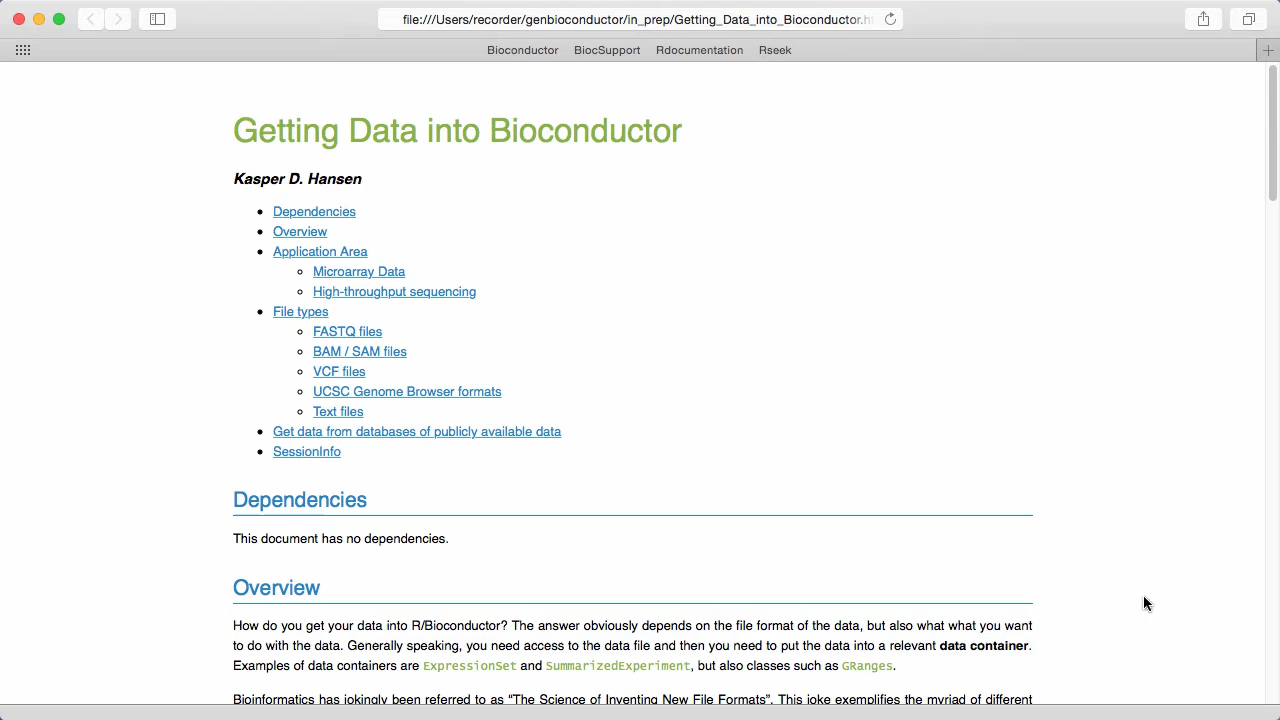 file:///Users/recorder/genbioconductor/in_prep/Getting_Data_into_Bioconductor.h
Bioconductor BiocSupport Rdocumentation Rseek
Getting Data into Bioconductor
Kasper D. Hansen
Dependencies
Overview
Application Area
Microarray Data
High-throughput sequencing
File types
FASTQ files
BAM / SAM files
VCF files
UCSC Genome Browser formats
Text files
Get data from databases of publicly available data
SessionInfo
Dependencies
This document has no dependencies.
Overview
How do you get your data into R/Bioconductor? The answer obviously depends on the file format of the data, but also what what you want
to do with the data. Generally speaking, you need access to the data file and then you need to put the data into a relevant data container.
Examples of data containers are ExpressionSet and SummarizedExperiment, but also classes such as GRanges.
Bioinformatics has jokingly been referred to as “The Science of Inventing New File Formats”. This joke exemplifies the myriad of different